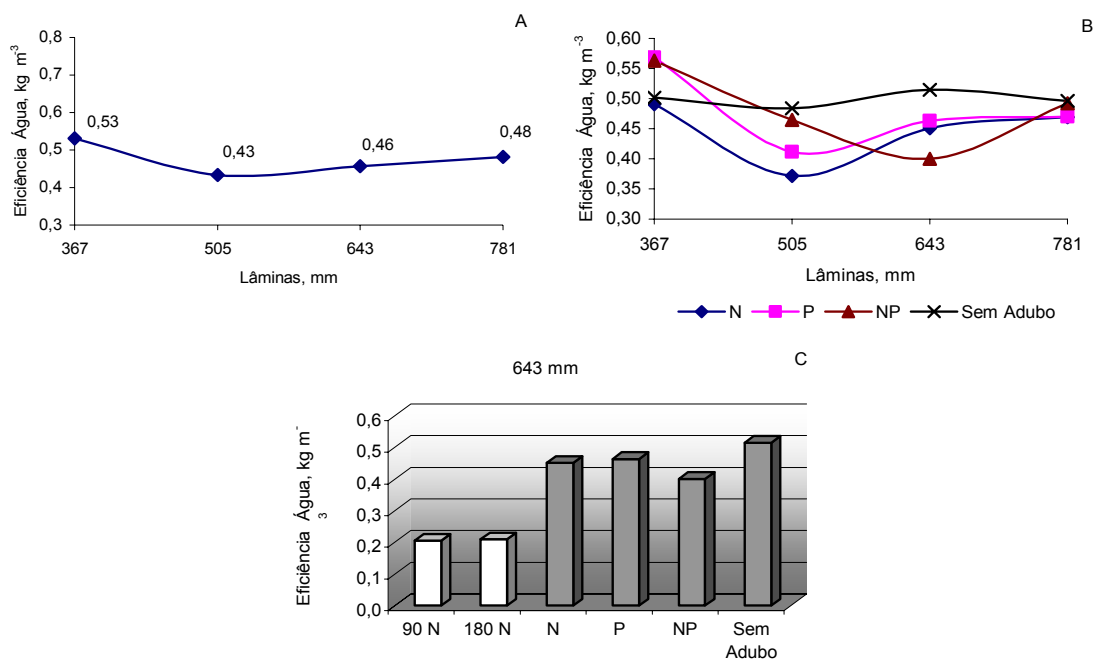 A
Eficiência Água, kg m-3
0,8
0,7
0,6
0,5
0,4
0,3
0,53
0,43
0,46
0,48
367 505 643 781
Lâminas, mm
B
Eficiência Água, kg m-3
0,60
0,55
0,50
0,45
0,40
0,35
0,30
367 505 643 781
Lâminas, mm
N P NP Sem Adubo
C
643 mm
Eficiência Água, kg m-
3
0,6
0,5
0,4
0,3
0,2
0,1
0,0
90 N 180 N N P NP Sem
Adubo